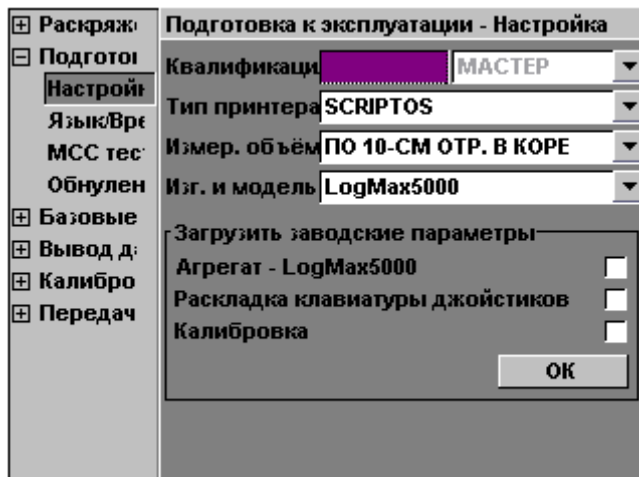 Раскряж
Подготов
Настройк
Язык/Вре
МСС тес
Обнулен
Базовые
Вывод д
Калибро
Передач
Подготовка к эксплуатации - Настройка
Квалификаци МАСТЕР
Тип принтера SCRIPTOS
Измер. объём ПО 10-СМ ОТР. В КОРЕ
Изг. и модель LogMax5000
Загрузить заводские параметры
Агрегат - LogMax5000
Раскладка клавиатуры джойстиков
Калибровка
ОК